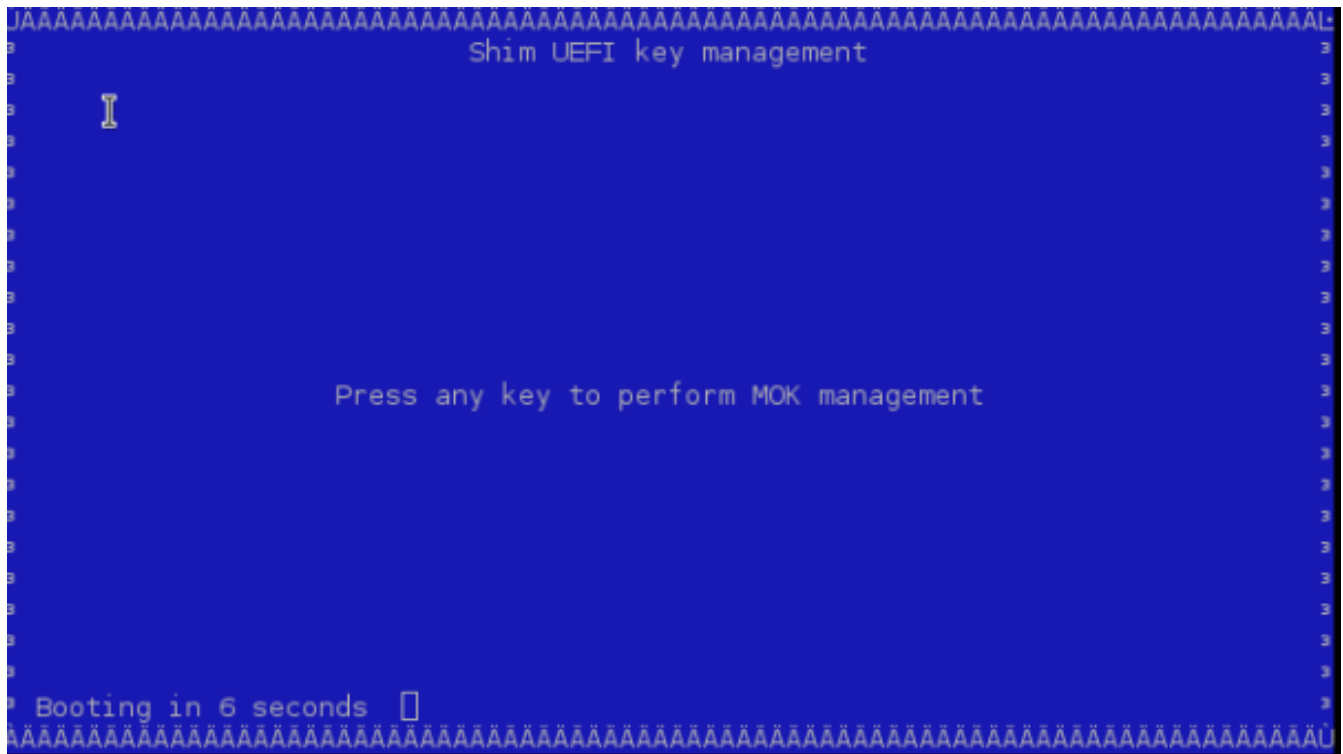 Shim UEFI key management
Press any key to perform MOK management
Booting in 6 seconds